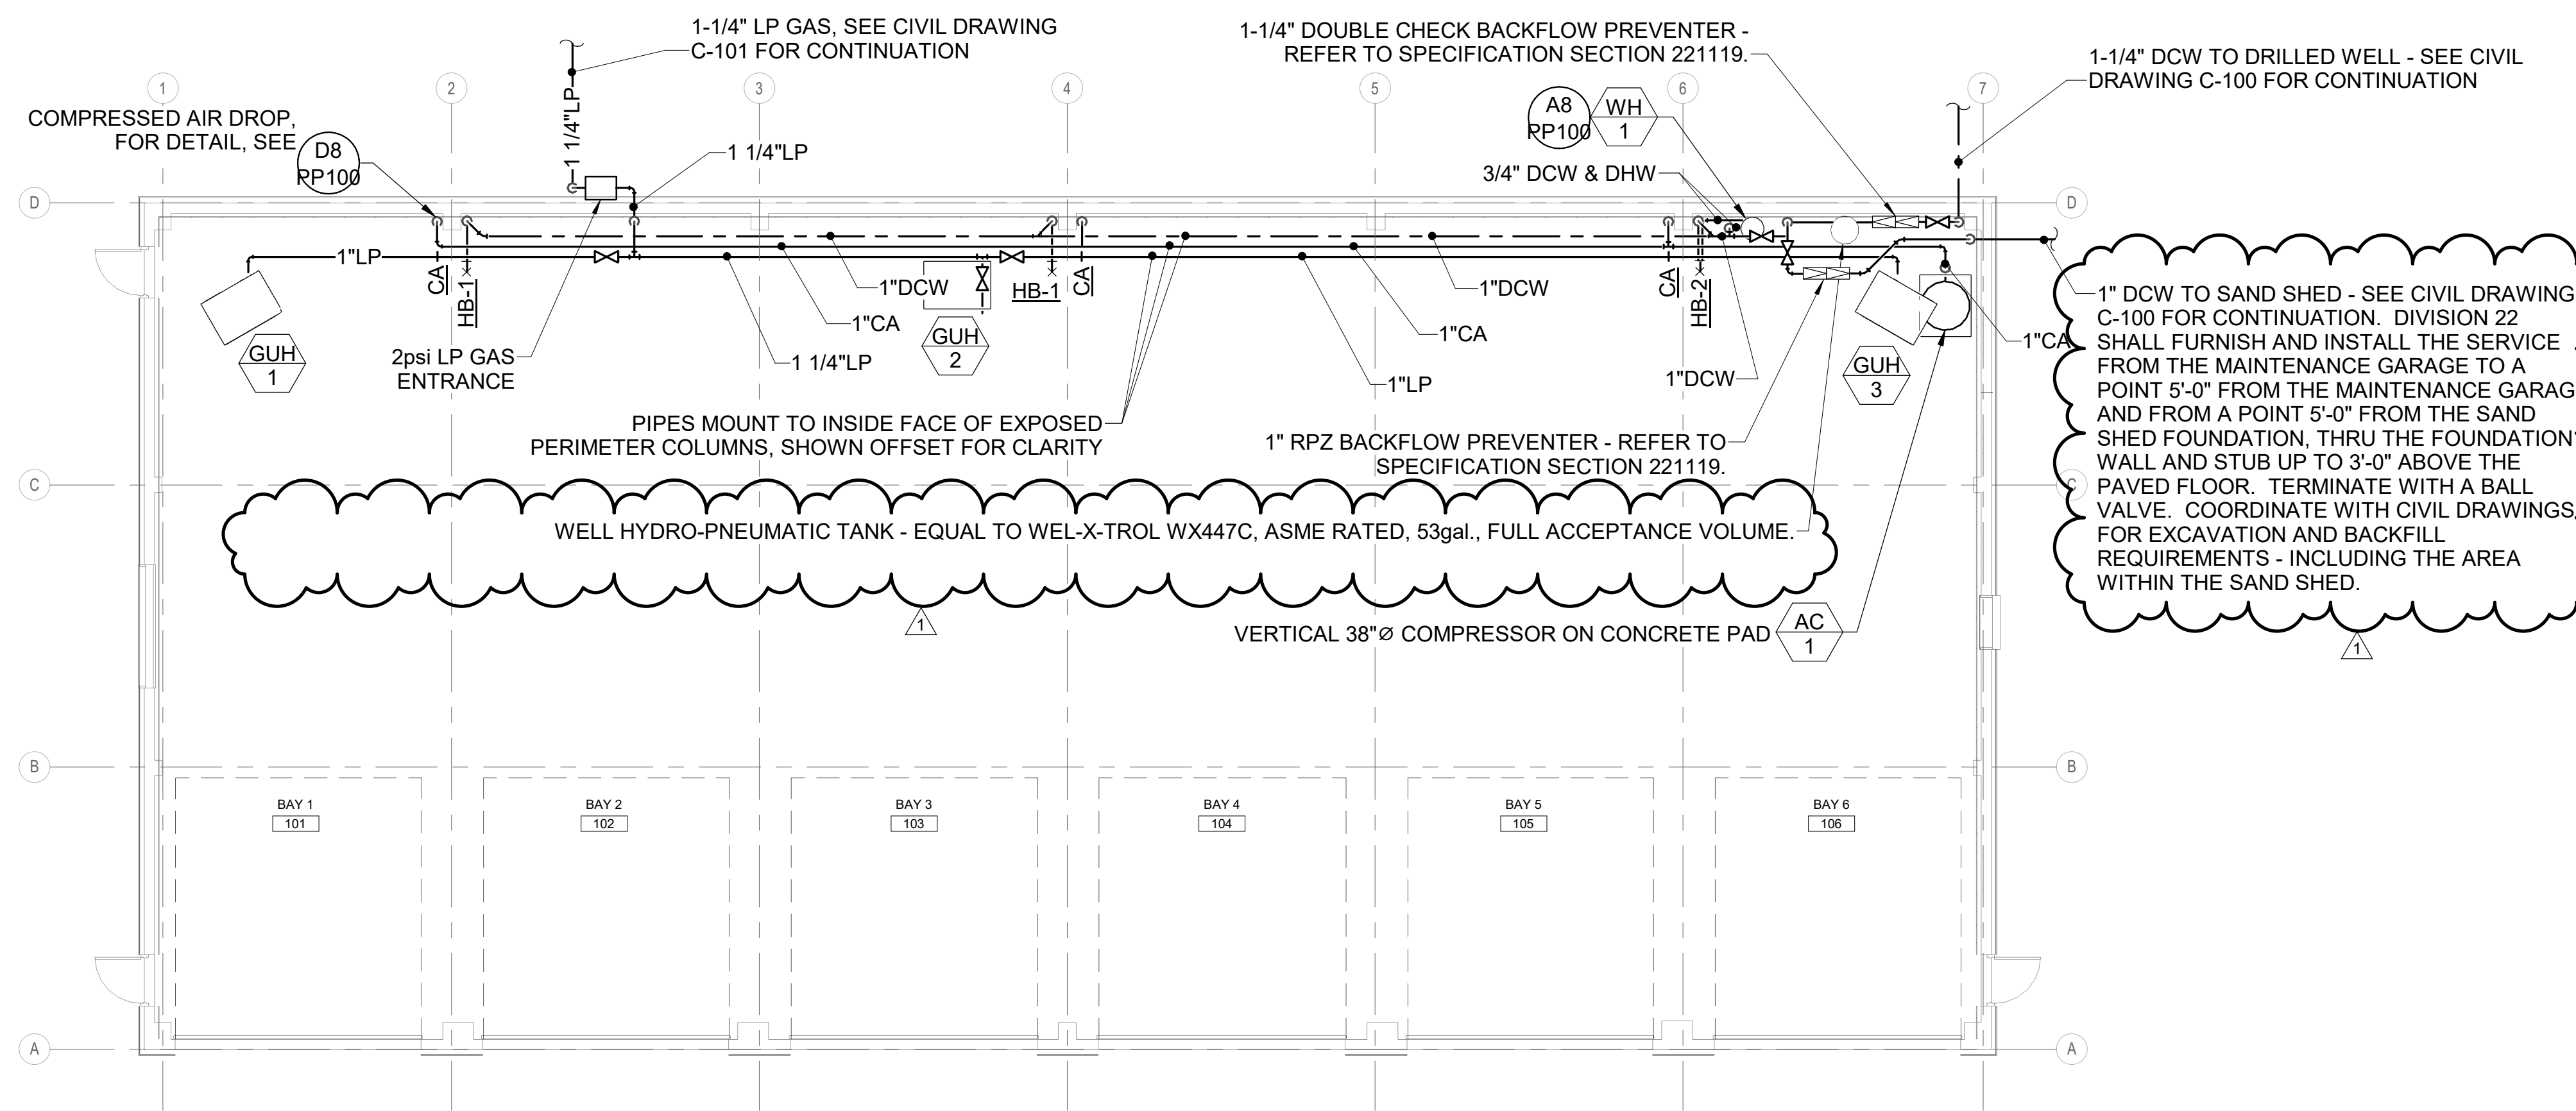 1-1/4" LP GAS, SEE CIVIL DRAWING
C-101 FOR CONTINUATION
1-1/4" DOUBLE CHECK BACKFLOW PREVENTER -
REFER TO SPECIFICATION SECTION 221119.
1-1/4" DCW TO DRILLED WELL - SEE CIVIL
DRAWING C-100 FOR CONTINUATION
1
2
3
4
5
6
7
COMPRESSED AIR DROP,
FOR DETAIL, SEE
D8
PP100
1 1/4"LP
1 1/4"LP
A8
PP100
WH
1
3/4" DCW & DHW
D
D
1"LP
CA
HB-1
1"DCW
1"CA
1 1/4"LP
HB-1
CA
1"DCW
1"CA
1"LP
CA
HB-2
1"DCW
1"CA
GUH
1
2psi LP GAS
ENTRANCE
GUH
2
GUH
3
PIPES MOUNT TO INSIDE FACE OF EXPOSED
PERIMETER COLUMNS, SHOWN OFFSET FOR CLARITY
1" RPZ BACKFLOW PREVENTER - REFER TO
SPECIFICATION SECTION 221119.
1" DCW TO SAND SHED - SEE CIVIL DRAWING
C-100 FOR CONTINUATION. DIVISION 22
SHALL FURNISH AND INSTALL THE SERVICE
FROM THE MAINTENANCE GARAGE TO A
POINT 5'-0" FROM THE MAINTENANCE GARAG
AND FROM A POINT 5'-0" FROM THE SAND
SHED FOUNDATION, THRU THE FOUNDATION
WALL AND STUB UP TO 3'-0" ABOVE THE
PAVED FLOOR. TERMINATE WITH A BALL
VALVE. COORDINATE WITH CIVIL DRAWINGS,
FOR EXCAVATION AND BACKFILL
REQUIREMENTS - INCLUDING THE AREA
WITHIN THE SAND SHED.
1
C
C
WELL HYDRO-PNEUMATIC TANK - EQUAL TO WEL-X-TROL WX447C, ASME RATED, 53gal., FULL ACCEPTANCE VOLUME.
1
VERTICAL 38"⌀ COMPRESSOR ON CONCRETE PAD
AC
1
B
B
BAY 1
101
BAY 2
102
BAY 3
103
BAY 4
104
BAY 5
105
BAY 6
106
A
A